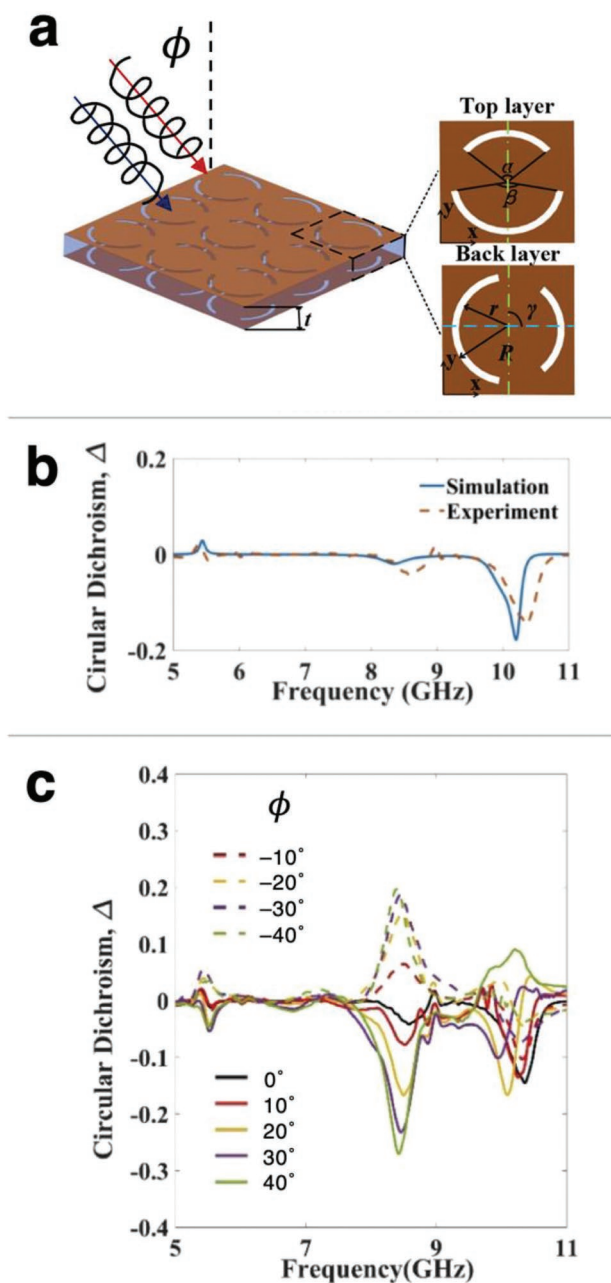 a
ϕ
t
Top layer
α
β
y
x
Back layer
r
γ
R
y
x
b
Cirular Dichroism, Δ
0.2
0
-0.2
Simulation
Experiment
5
6
7
8
9
10
11
Frequency (GHz)
c
Circular Dichroism, Δ
0.4
0.3
0.2
0.1
0
-0.1
-0.2
-0.3
-0.4
ϕ
–10°
–20°
–30°
–40°
0°
10°
20°
30°
40°
5
7
9
11
Frequency(GHz)